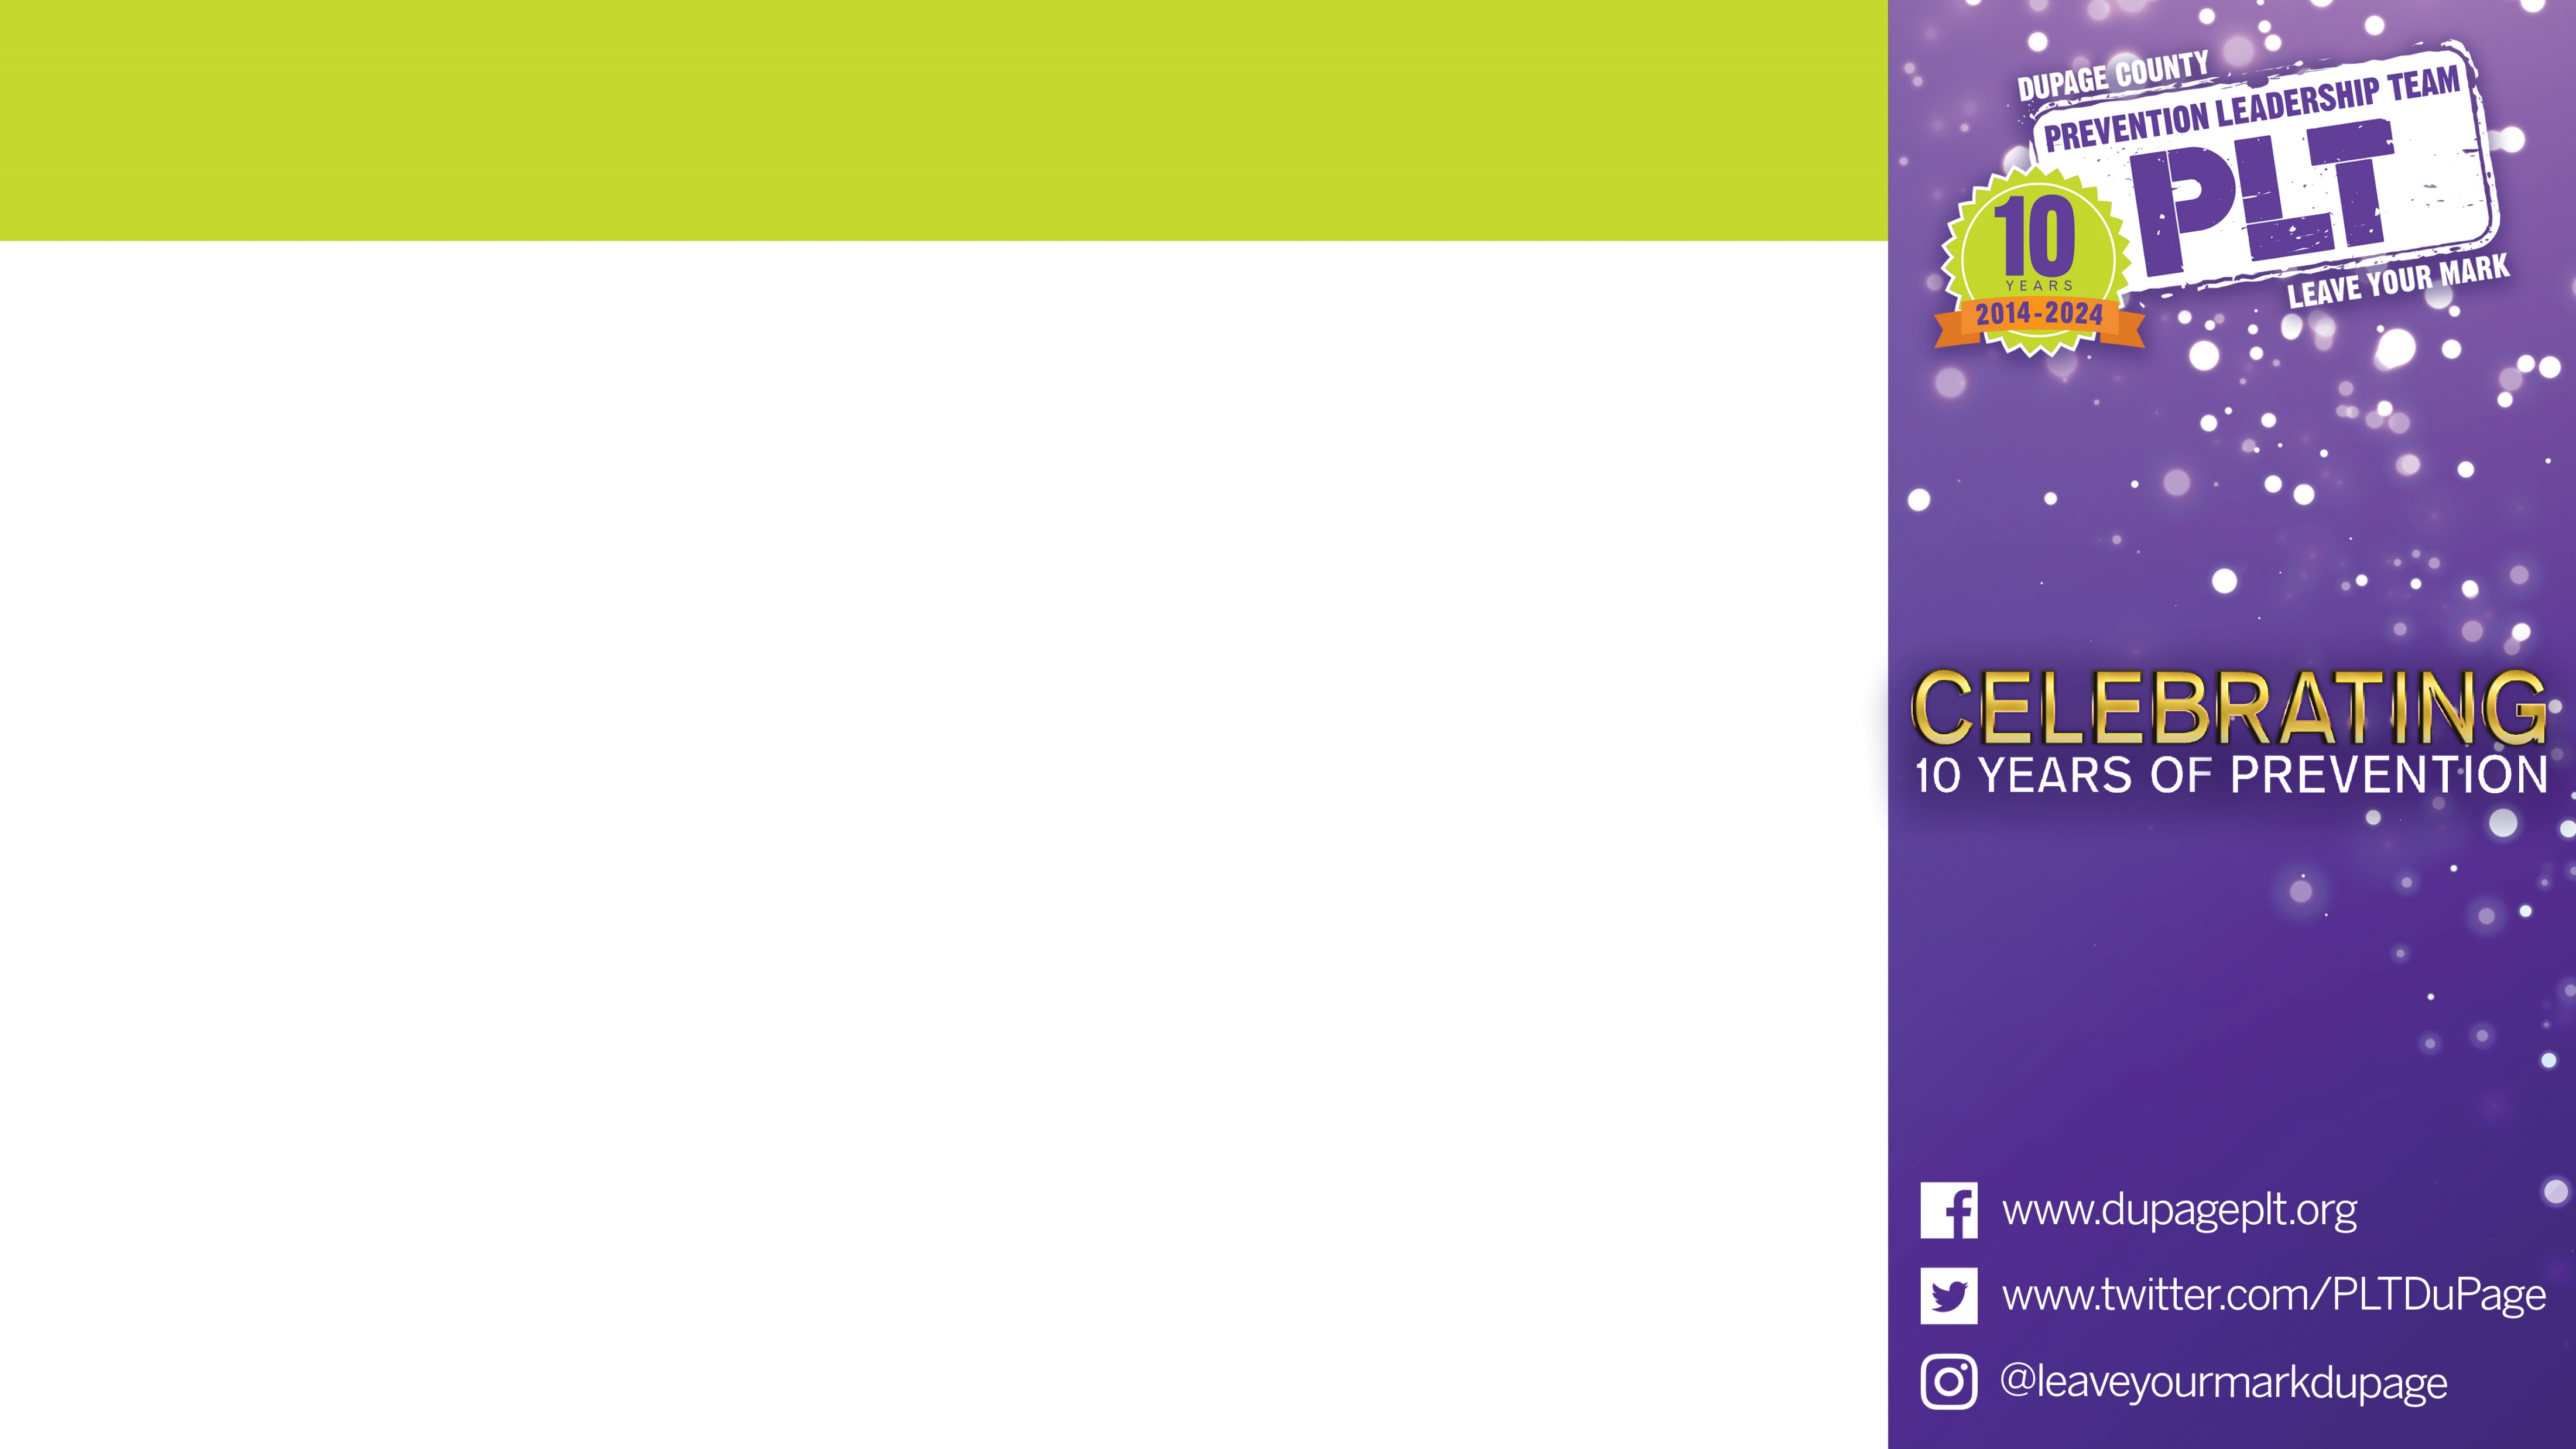 DUPAGE COUNTY
PREVENTION LEADERSHIP TEAM
PLT
LEAVE YOUR MARK
10
YEARS
2014-2024
CELEBRATING
10 YEARS OF PREVENTION
www.dupageplt.org
www.twitter.com/PLTDuPage
@leaveyourmarkdupage